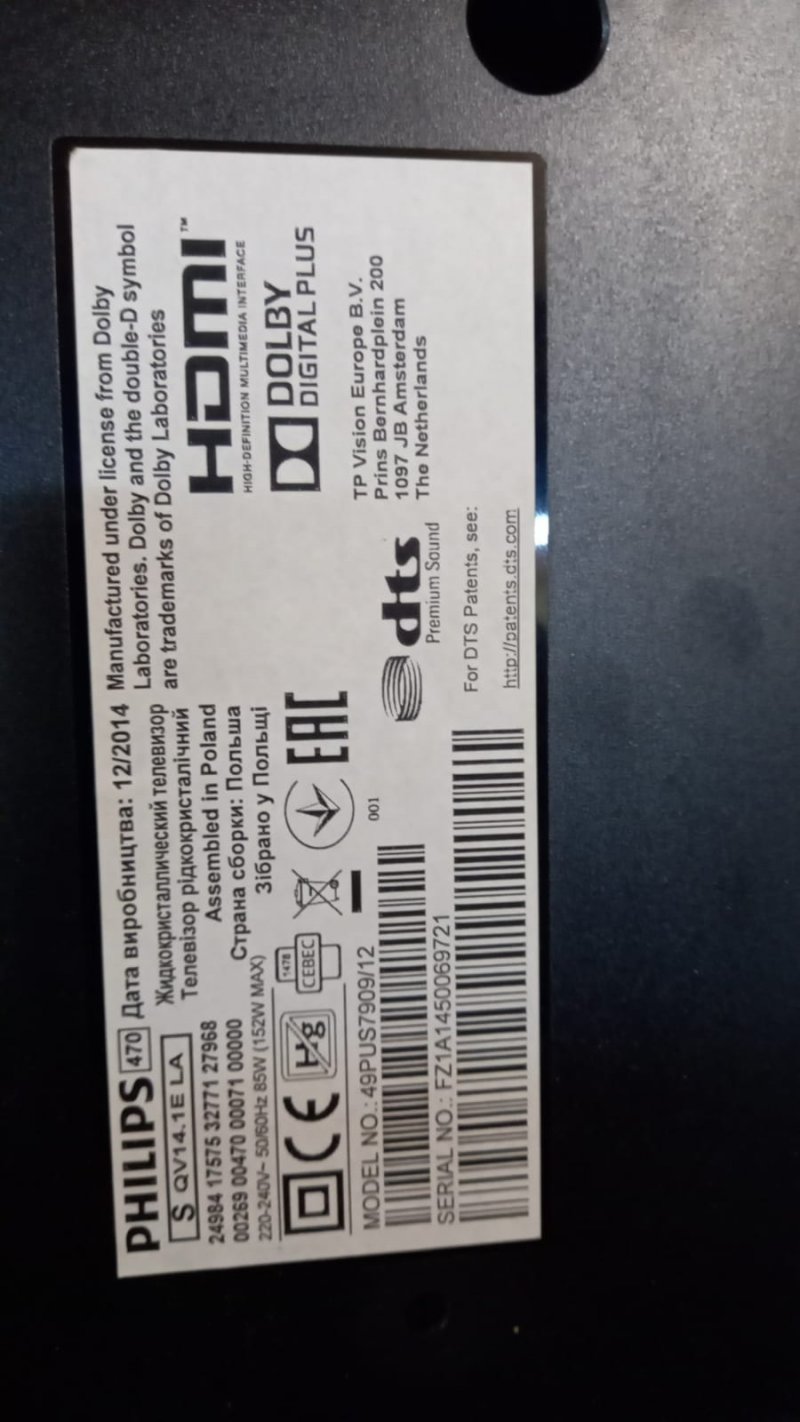 PHILIPS 470 Дата виробництва: 12/2014
S QV14.1E LA
Жидкокристаллический телевизор
Телевізор рідкокристалічний
24984 17575 32771 27968
Assembled in Poland
00269 00470 00071 00000
Страна сборки: Польша
220-240V~ 50/60Hz 85W (152W MAX)
Зібрано у Польщі
CE
Hg
1478
CEBEC
EAC
001
MODEL NO.: 49PUS7909/12
SERIAL NO.: FZ1A1450069721
Manufactured under license from Dolby
Laboratories. Dolby and the double-D symbol
are trademarks of Dolby Laboratories
HDMI™
HIGH-DEFINITION MULTIMEDIA INTERFACE
DOLBY
DIGITAL PLUS
dts
Premium Sound
TP Vision Europe B.V.
Prins Bernhardplein 200
1097 JB Amsterdam
The Netherlands
For DTS Patents, see:
http://patents.dts.com